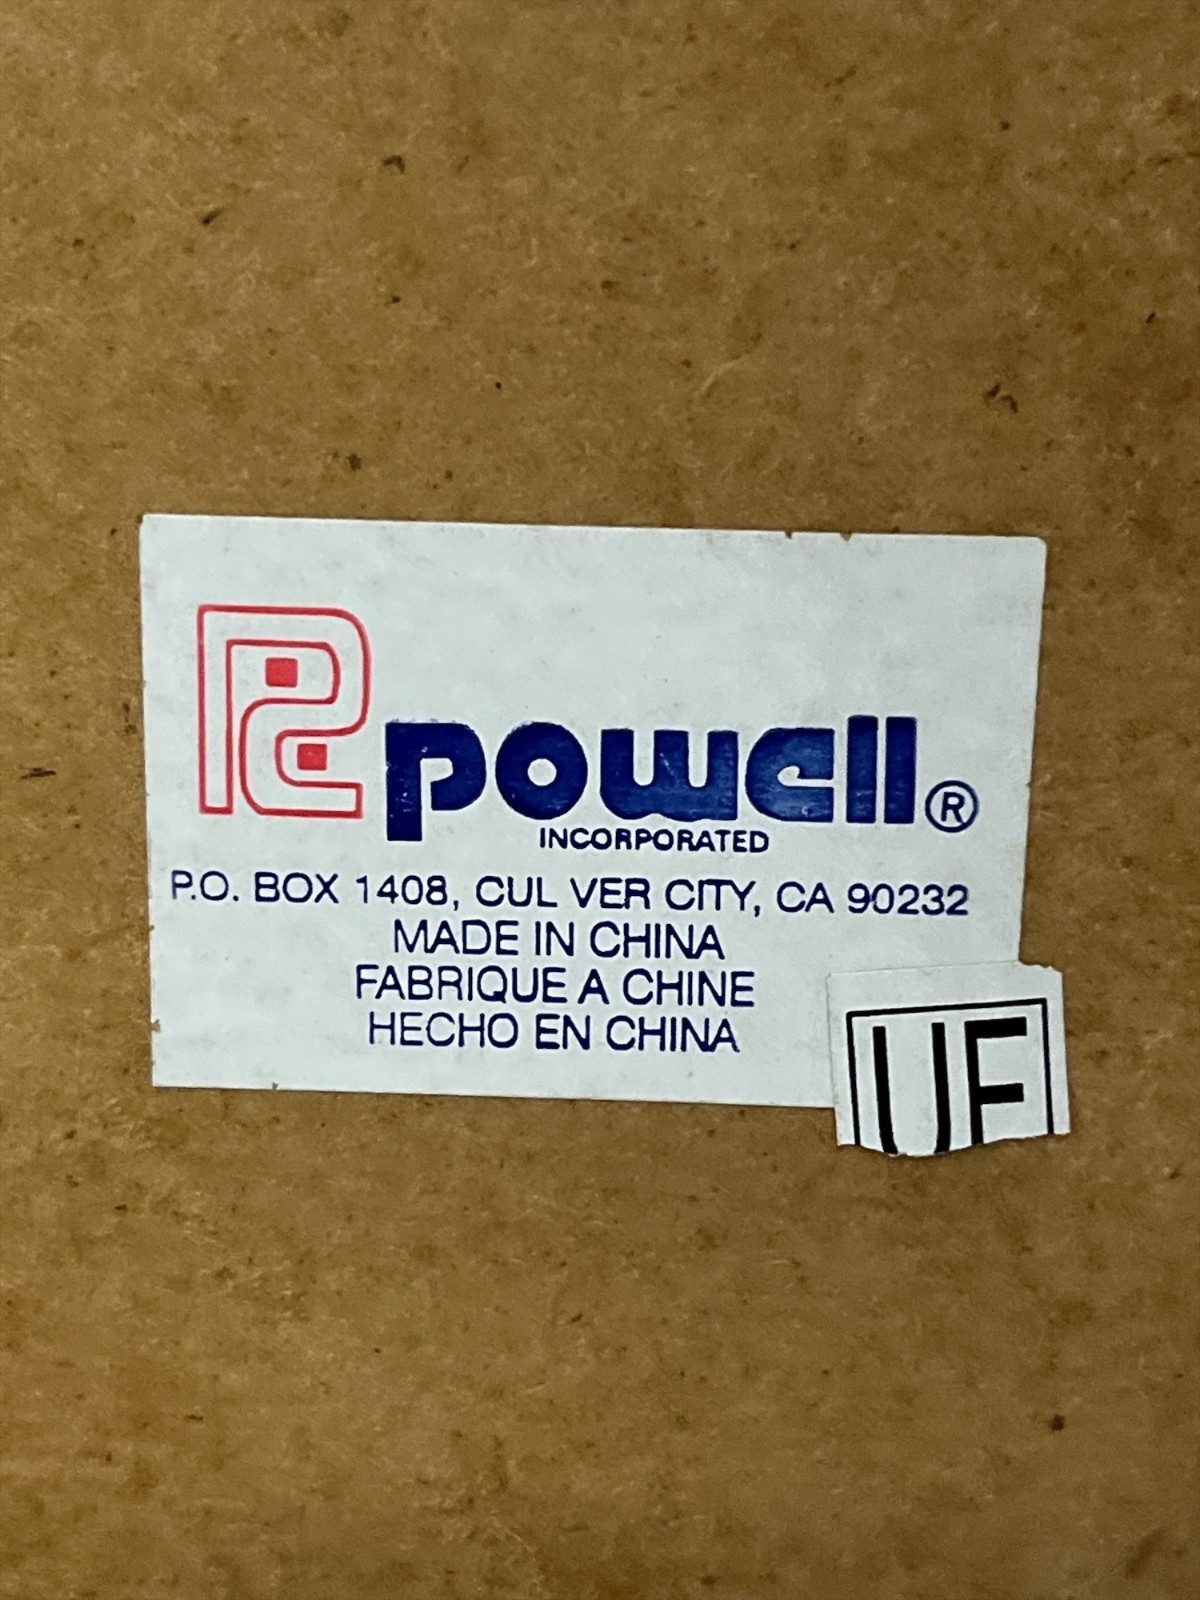 powell®
INCORPORATED
P.O. BOX 1408, CUL VER CITY, CA 90232
MADE IN CHINA
FABRIQUE A CHINE
HECHO EN CHINA
UF